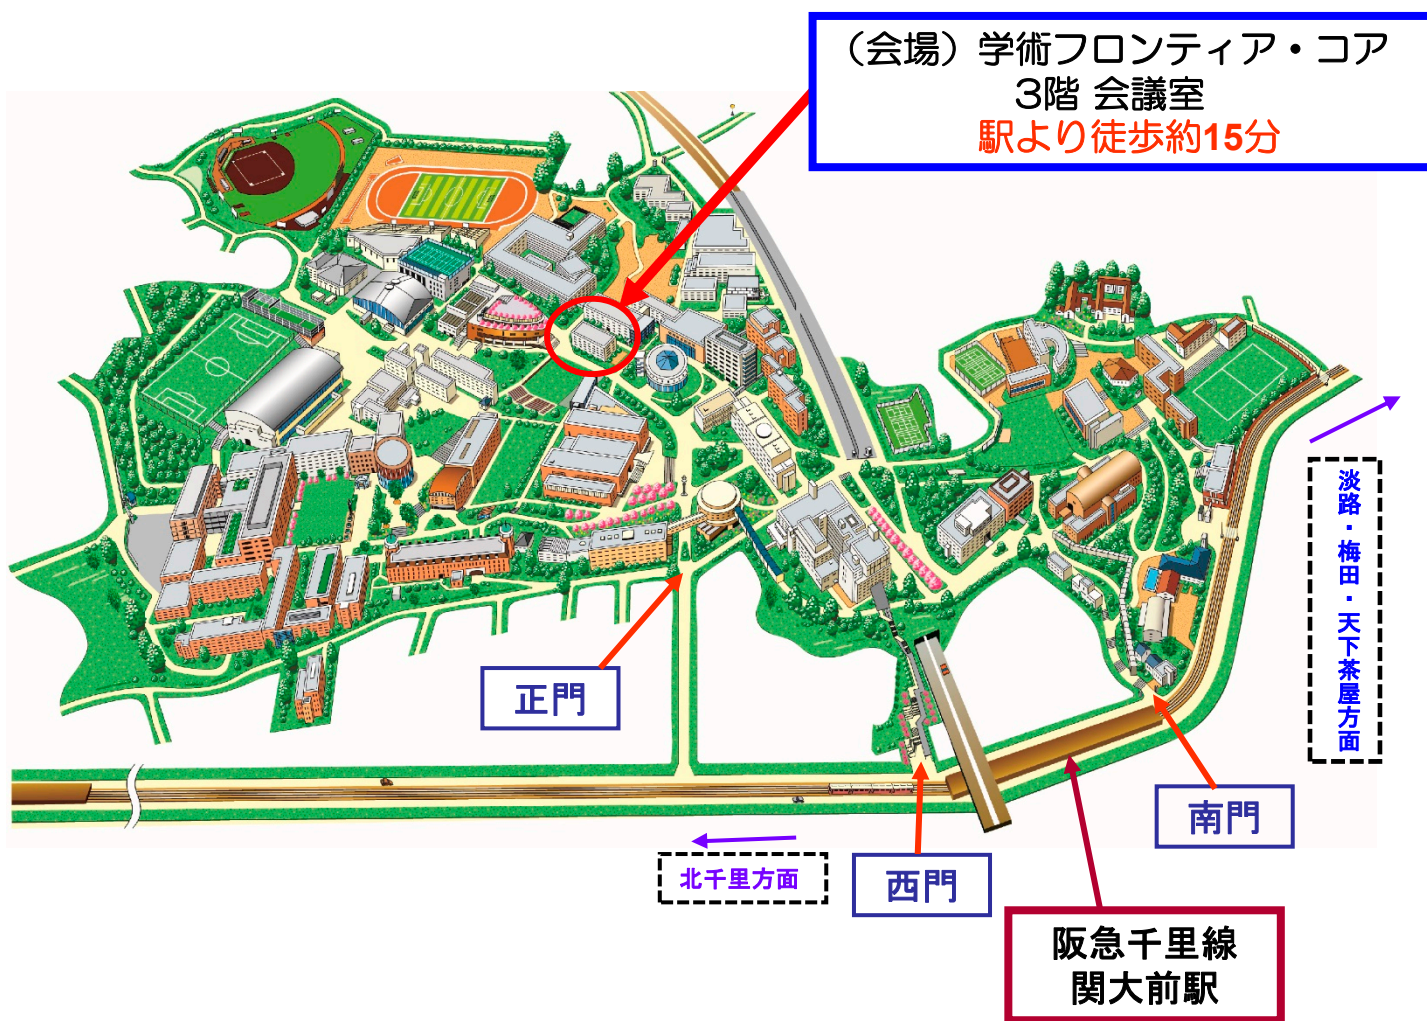 （会場）学術フロンティア・コア
3階 会議室
駅より徒歩約15分
淡路・梅田・天下茶屋方面
正門
南門
北千里方面
西門
阪急千里線
関大前駅